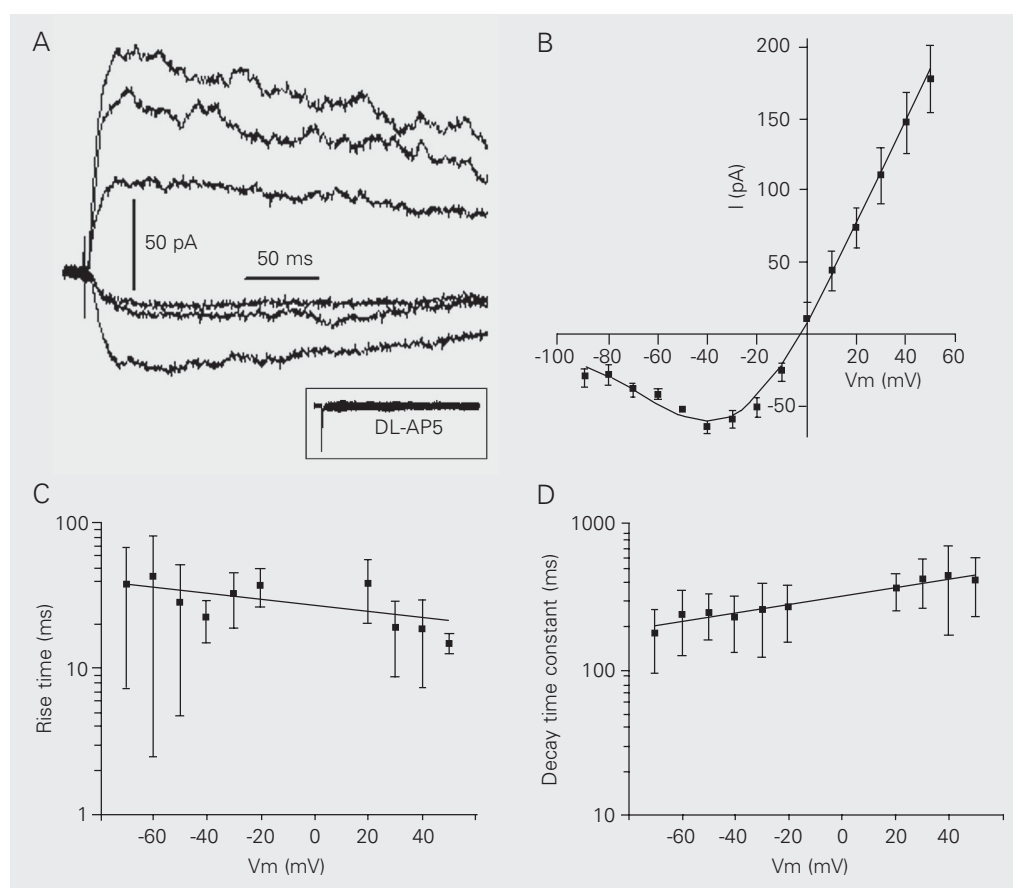 A
50 pA
50 ms
DL-AP5
B
200
150
100
50
-50
I (pA)
-100 -80 -60 -40 -20 20 40 60
Vm (mV)
C
100
10
1
Rise time (ms)
-60 -40 -20 0 20 40
Vm (mV)
D
1000
100
10
Decay time constant (ms)
-60 -40 -20 0 20 40
Vm (mV)